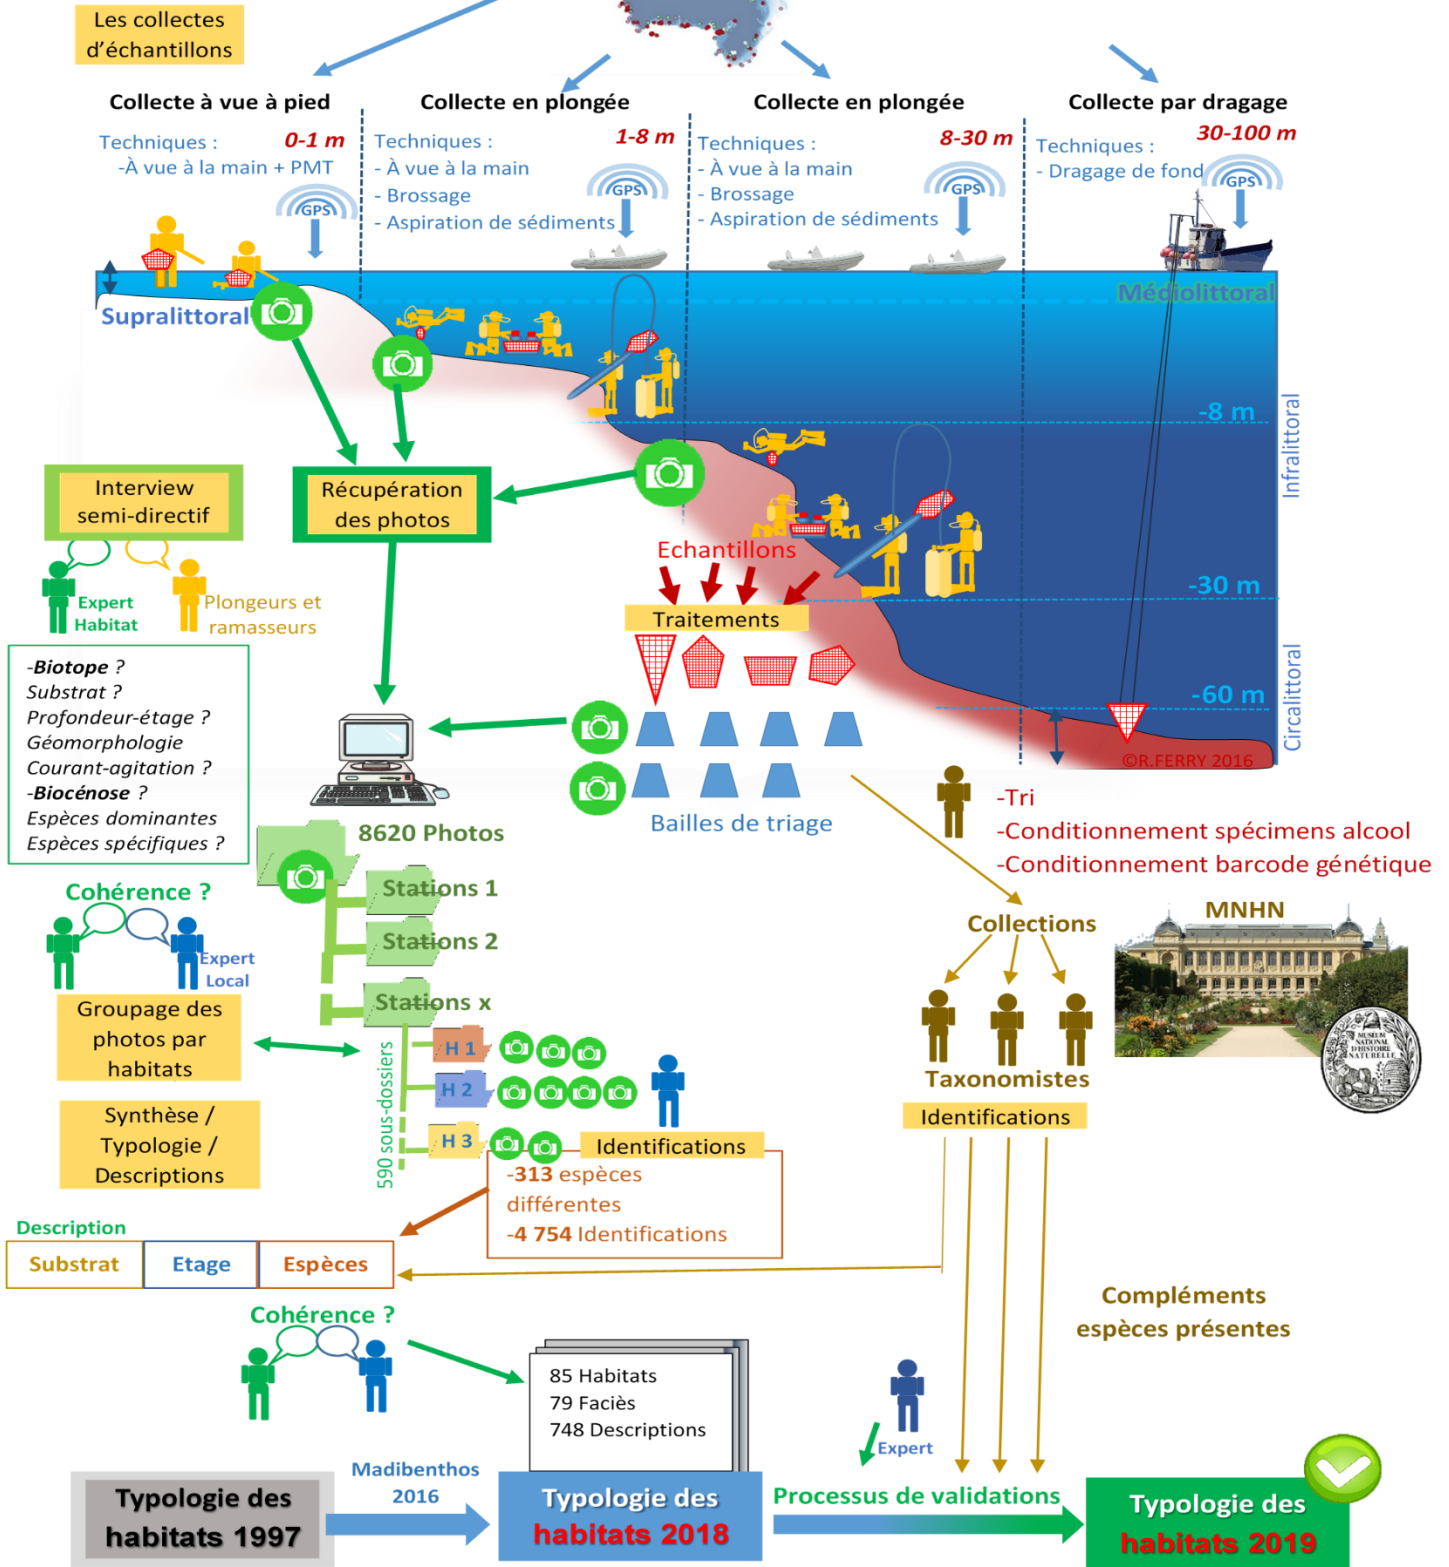 Les collectes
d'échantillons
Collecte à vue à pied
Techniques :
0-1 m
-À vue à la main + PMT
GPS
Collecte en plongée
Techniques :
1-8 m
- À vue à la main
- Brossage
- Aspiration de sédiments
GPS
Collecte en plongée
Techniques :
8-30 m
- À vue à la main
- Brossage
- Aspiration de sédiments
GPS
Collecte par dragage
30-100 m
Techniques :
- Dragage de fond
GPS
Supralittoral
Médiolittoral
-8 m
Infralittoral
-30 m
-60 m
Circalittoral
©R.FERRY 2016
Interview
semi-directif
Récupération
des photos
Expert
Habitat
Plongeurs et
ramasseurs
Echantillons
Traitements
-Biotope ?
Substrat ?
Profondeur-étage ?
Géomorphologie
Courant-agitation ?
-Biocénose ?
Espèces dominantes
Espèces spécifiques ?
Bailles de triage
-Tri
-Conditionnement spécimens alcool
-Conditionnement barcode génétique
8620 Photos
Stations 1
Stations 2
Stations x
Cohérence ?
Expert
Local
Collections
MNHN
MUSEUM
NATIONAL
D'HISTOIRE
NATURELLE
Groupage des
photos par
habitats
590 sous-dossiers
H 1
H 2
H 3
Taxonomistes
Identifications
Synthèse /
Typologie /
Descriptions
Identifications
-313 espèces
différentes
-4 754 Identifications
Description
Substrat
Etage
Espèces
Cohérence ?
Compléments
espèces présentes
85 Habitats
79 Faciès
748 Descriptions
Expert
Typologie des
habitats 1997
Madibenthos
2016
Typologie des
habitats 2018
Processus de validations
Typologie des
habitats 2019